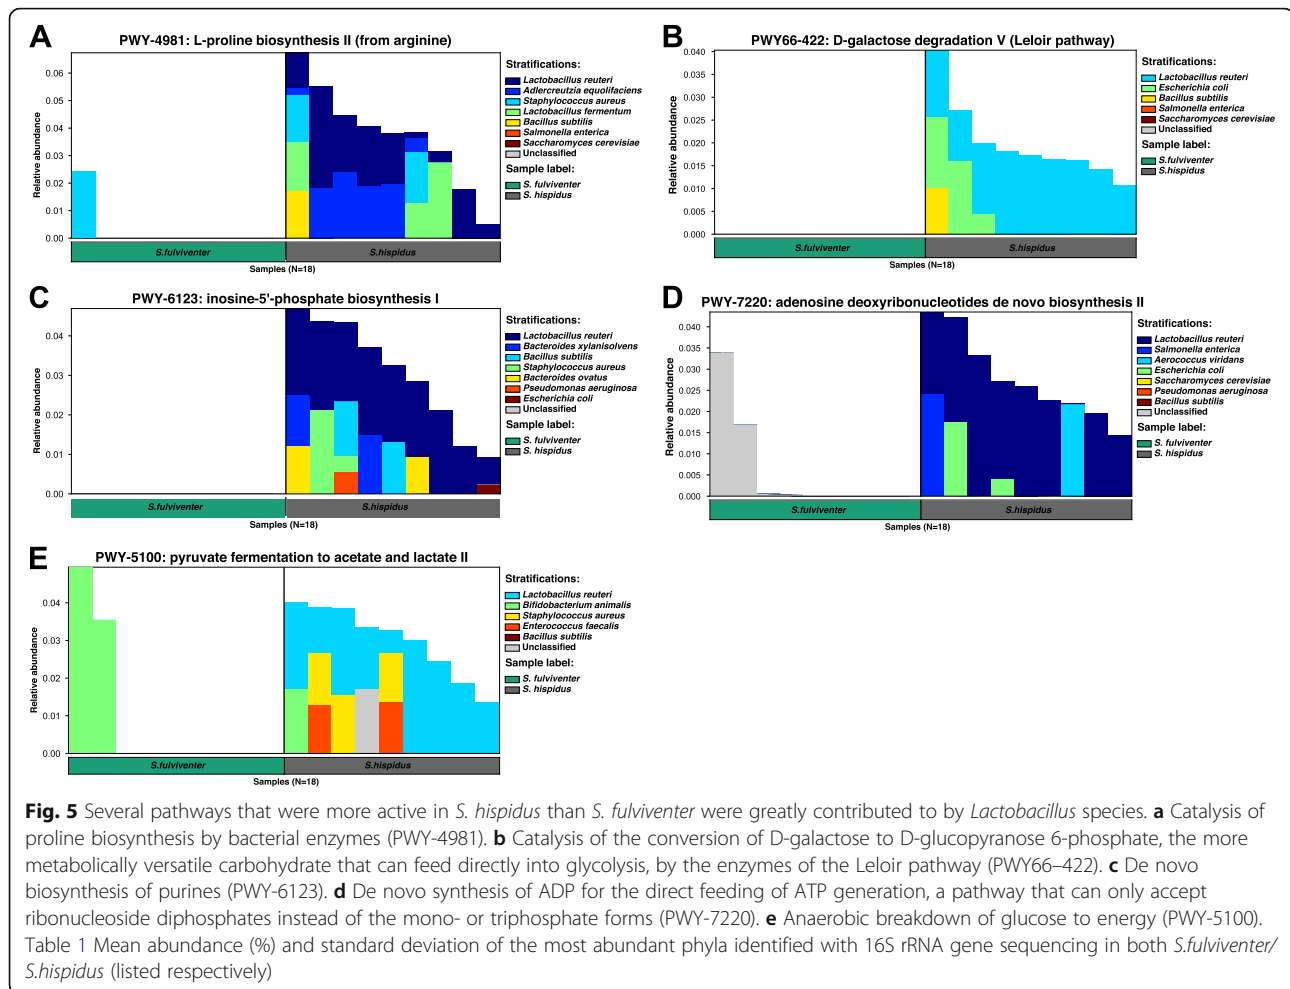 A
PWY-4981: L-proline biosynthesis II (from arginine)
Relative abundance
0.06
0.05
0.04
0.03
0.02
0.01
0.00
S.fulviventer
S.hispidus
Samples (N=18)
Stratifications:
Lactobacillus reuteri
Adlercreutzia equolifaciens
Staphylococcus aureus
Lactobacillus fermentum
Bacillus subtilis
Salmonella enterica
Saccharomyces cerevisiae
Unclassified
Sample label:
S. fulviventer
S. hispidus
B
PWY66-422: D-galactose degradation V (Leloir pathway)
Relative abundance
0.040
0.035
0.030
0.025
0.020
0.015
0.010
0.005
0.000
S.fulviventer
S.hispidus
Samples (N=18)
Stratifications:
Lactobacillus reuteri
Escherichia coli
Bacillus subtilis
Salmonella enterica
Saccharomyces cerevisiae
Unclassified
Sample label:
S.fulviventer
S.hispidus
C
PWY-6123: inosine-5'-phosphate biosynthesis I
Relative abundance
0.04
0.03
0.02
0.01
0.00
S.fulviventer
S.hispidus
Samples (N=18)
Stratifications:
Lactobacillus reuteri
Bacteroides xylanisolvens
Bacillus subtilis
Staphylococcus aureus
Bacteroides ovatus
Pseudomonas aeruginosa
Escherichia coli
Unclassified
Sample label:
S. fulviventer
S. hispidus
D
PWY-7220: adenosine deoxyribonucleotides de novo biosynthesis II
Relative abundance
0.040
0.035
0.030
0.025
0.020
0.015
0.010
0.005
0.000
S.fulviventer
S.hispidus
Samples (N=18)
Stratifications:
Lactobacillus reuteri
Salmonella enterica
Aerococcus viridans
Escherichia coli
Saccharomyces cerevisiae
Pseudomonas aeruginosa
Bacillus subtilis
Unclassified
Sample label:
S. fulviventer
S. hispidus
E
PWY-5100: pyruvate fermentation to acetate and lactate II
Relative abundance
0.04
0.03
0.02
0.01
0.00
S.fulviventer
S.hispidus
Samples (N=18)
Stratifications:
Lactobacillus reuteri
Bifidobacterium animalis
Staphylococcus aureus
Enterococcus faecalis
Bacillus subtilis
Unclassified
Sample label:
S. fulviventer
S. hispidus
Fig. 5 Several pathways that were more active in S. hispidus than S. fulviventer were greatly contributed to by Lactobacillus species. a Catalysis of
proline biosynthesis by bacterial enzymes (PWY-4981). b Catalysis of the conversion of D-galactose to D-glucopyranose 6-phosphate, the more
metabolically versatile carbohydrate that can feed directly into glycolysis, by the enzymes of the Leloir pathway (PWY66–422). c De novo
biosynthesis of purines (PWY-6123). d De novo synthesis of ADP for the direct feeding of ATP generation, a pathway that can only accept
ribonucleoside diphosphates instead of the mono- or triphosphate forms (PWY-7220). e Anaerobic breakdown of glucose to energy (PWY-5100).
Table 1 Mean abundance (%) and standard deviation of the most abundant phyla identified with 16S rRNA gene sequencing in both S.fulviventer/
S.hispidus (listed respectively)